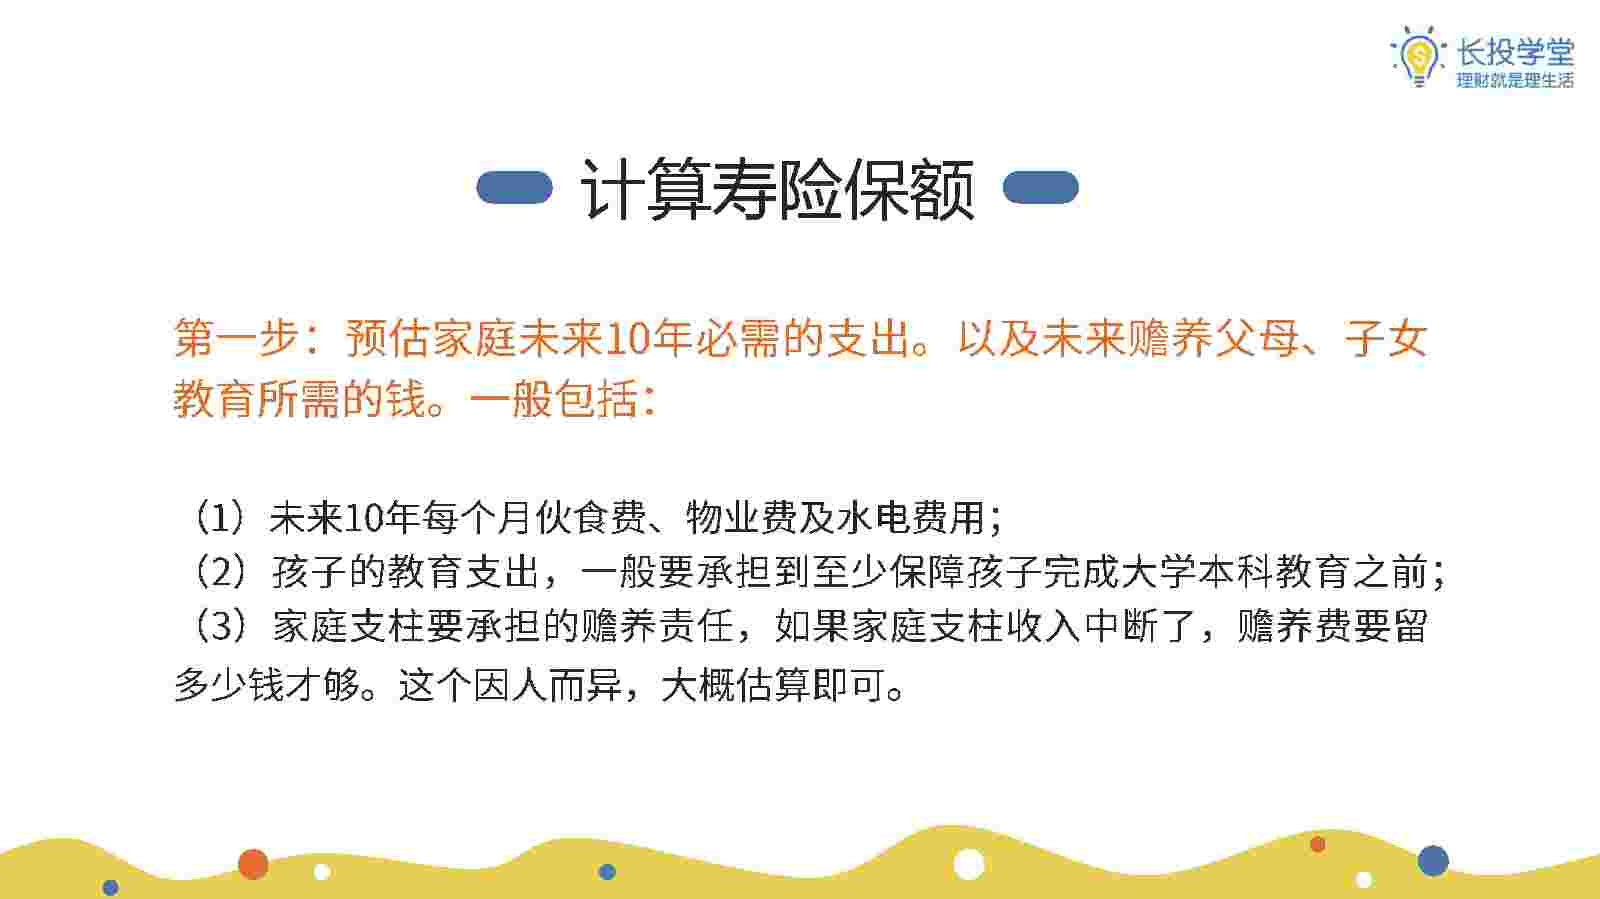 长投学堂
理财就是理生活
计算寿险保额
第一步：预估家庭未来10年必需的支出。以及未来赡养父母、子女
教育所需的钱。一般包括：
（1）未来10年每个月伙食费、物业费及水电费用；
（2）孩子的教育支出，一般要承担到至少保障孩子完成大学本科教育之前；
（3）家庭支柱要承担的赡养责任，如果家庭支柱收入中断了，赡养费要留
多少钱才够。这个因人而异，大概估算即可。